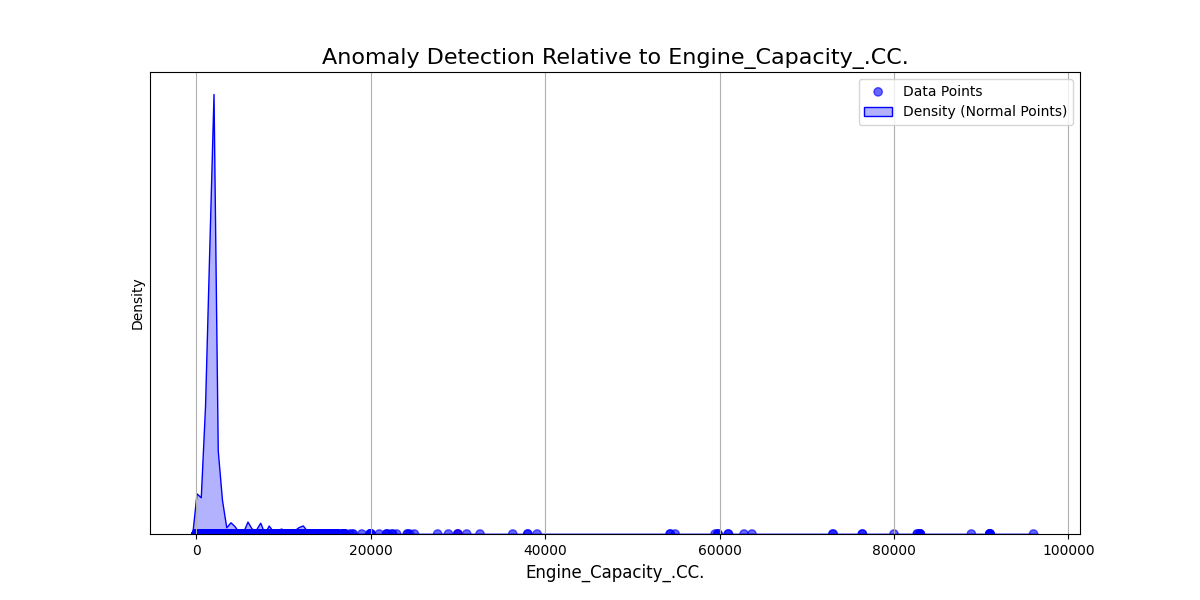 Anomaly Detection Relative to Engine_Capacity_.CC.
Data Points
Density (Normal Points)
Density
0 20000 40000 60000 80000 100000
Engine_Capacity_.CC.